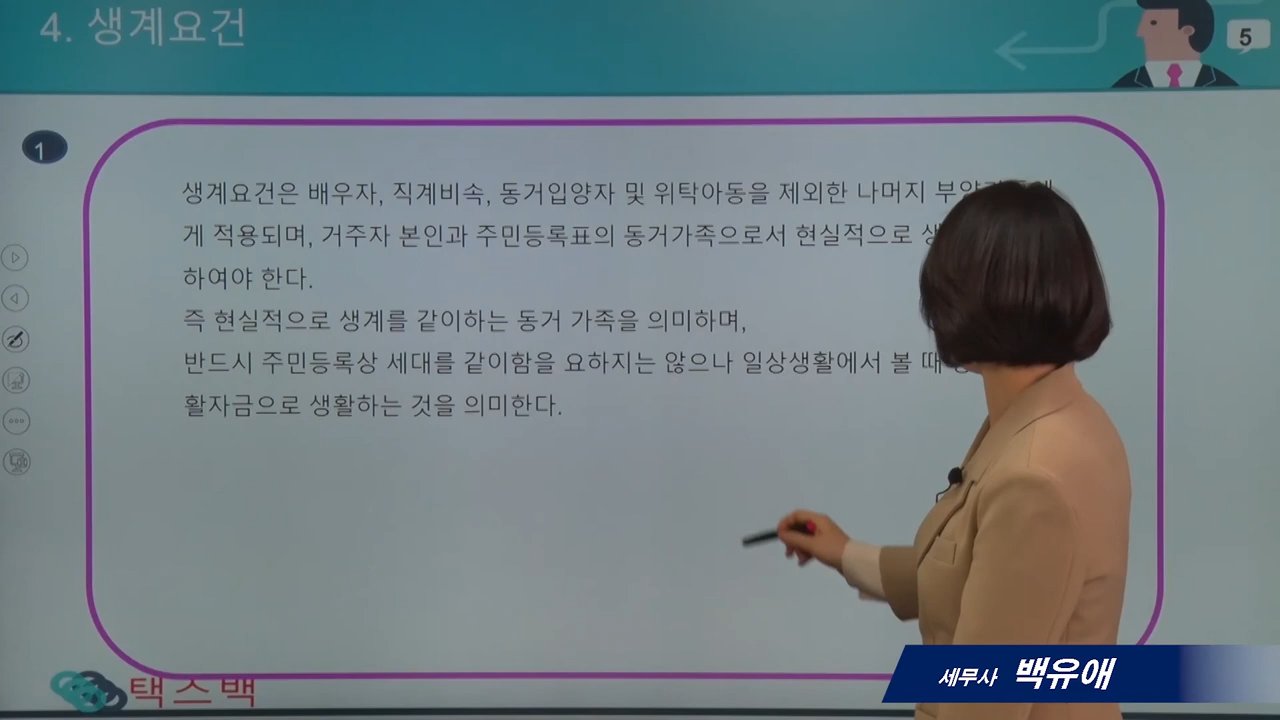 4. 생계요건
5
1
생계요건은 배우자, 직계비속, 동거입양자 및 위탁아동을 제외한 나머지
게 적용되며, 거주자 본인과 주민등록표의 동거가족으로서 현실적으로
하여야 한다.
즉 현실적으로 생계를 같이하는 동거 가족을 의미하며,
반드시 주민등록상 세대를 같이함을 요하지는 않으나 일상생활에서 볼 때
활자금으로 생활하는 것을 의미한다.
택스백
세무사 백유애